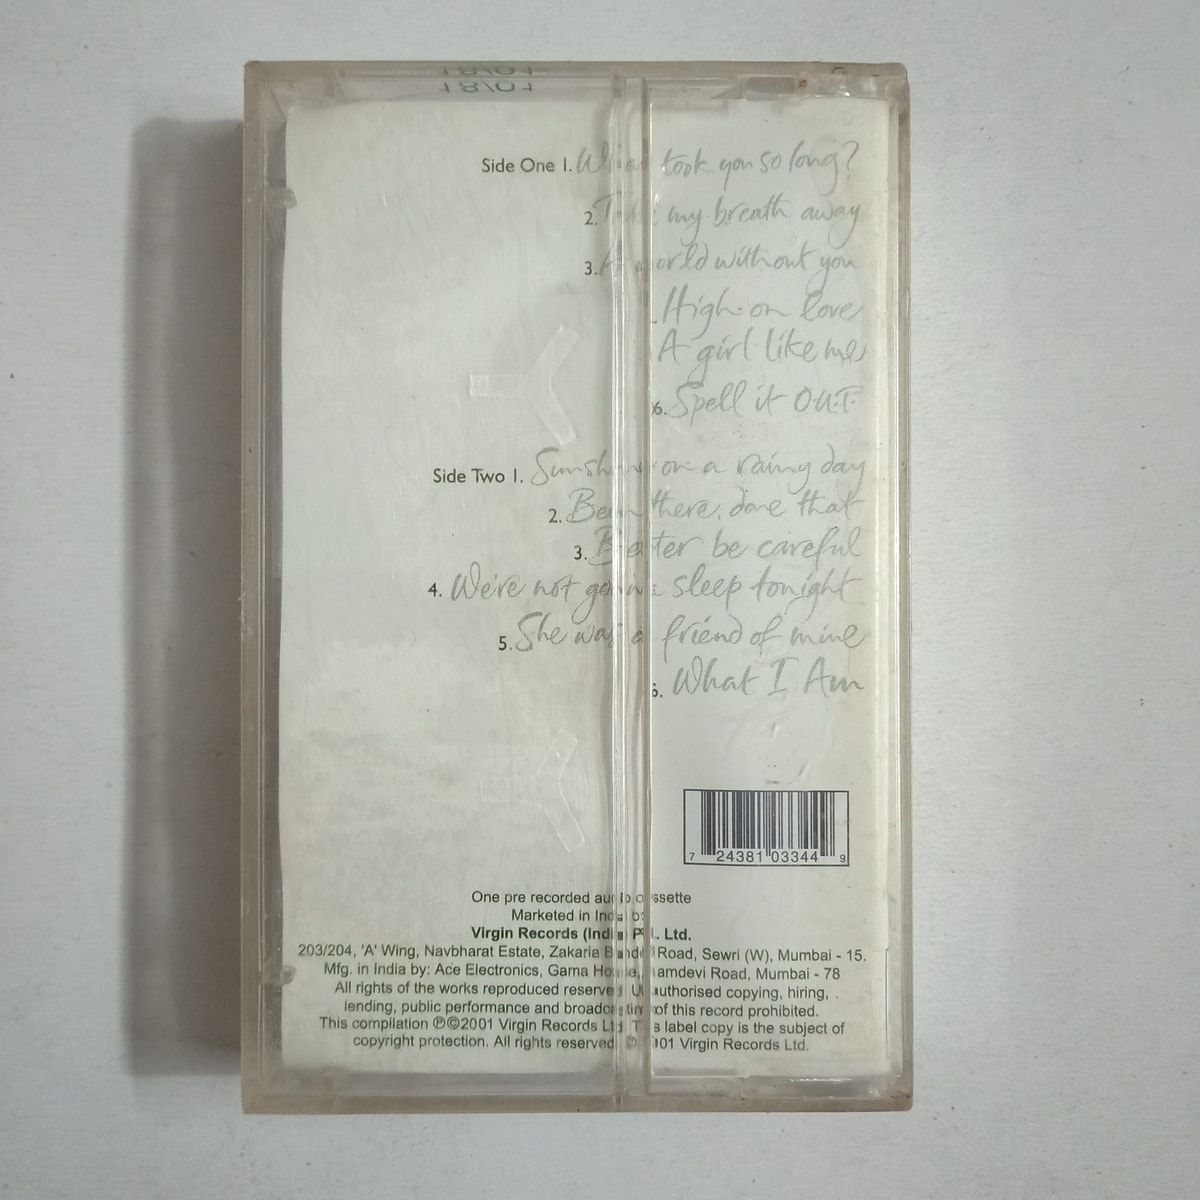 18/01
Side One 1. What took you so long?
2. Take my breath away
3. A world without you
High on love
A girl like me
6. Spell it O.U.T.
Side Two 1. Sunshine on a rainy day
2. Been there, done that
3. Better be careful
4. We're not gonna sleep tonight
5. She was a friend of mine
6. What I Am
7 24381 03344 9
One pre recorded audio cassette
Marketed in India by:
Virgin Records (India) Pvt. Ltd.
203/204, 'A' Wing, Navbharat Estate, Zakaria Bunder Road, Sewri (W), Mumbai - 15.
Mfg. in India by: Ace Electronics, Gama House, Ramdevi Road, Mumbai - 78
All rights of the works reproduced reserved. Unauthorised copying, hiring,
lending, public performance and broadcasting of this record prohibited.
This compilation ℗©2001 Virgin Records Ltd. This label copy is the subject of
copyright protection. All rights reserved. © 2001 Virgin Records Ltd.